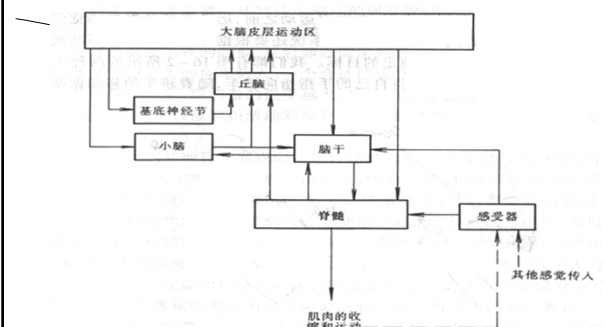 大脑皮层运动区
丘脑
基底神经节
小脑
脑干
脊髓
感受器
其他感觉传入
肌肉的收
缩和运动